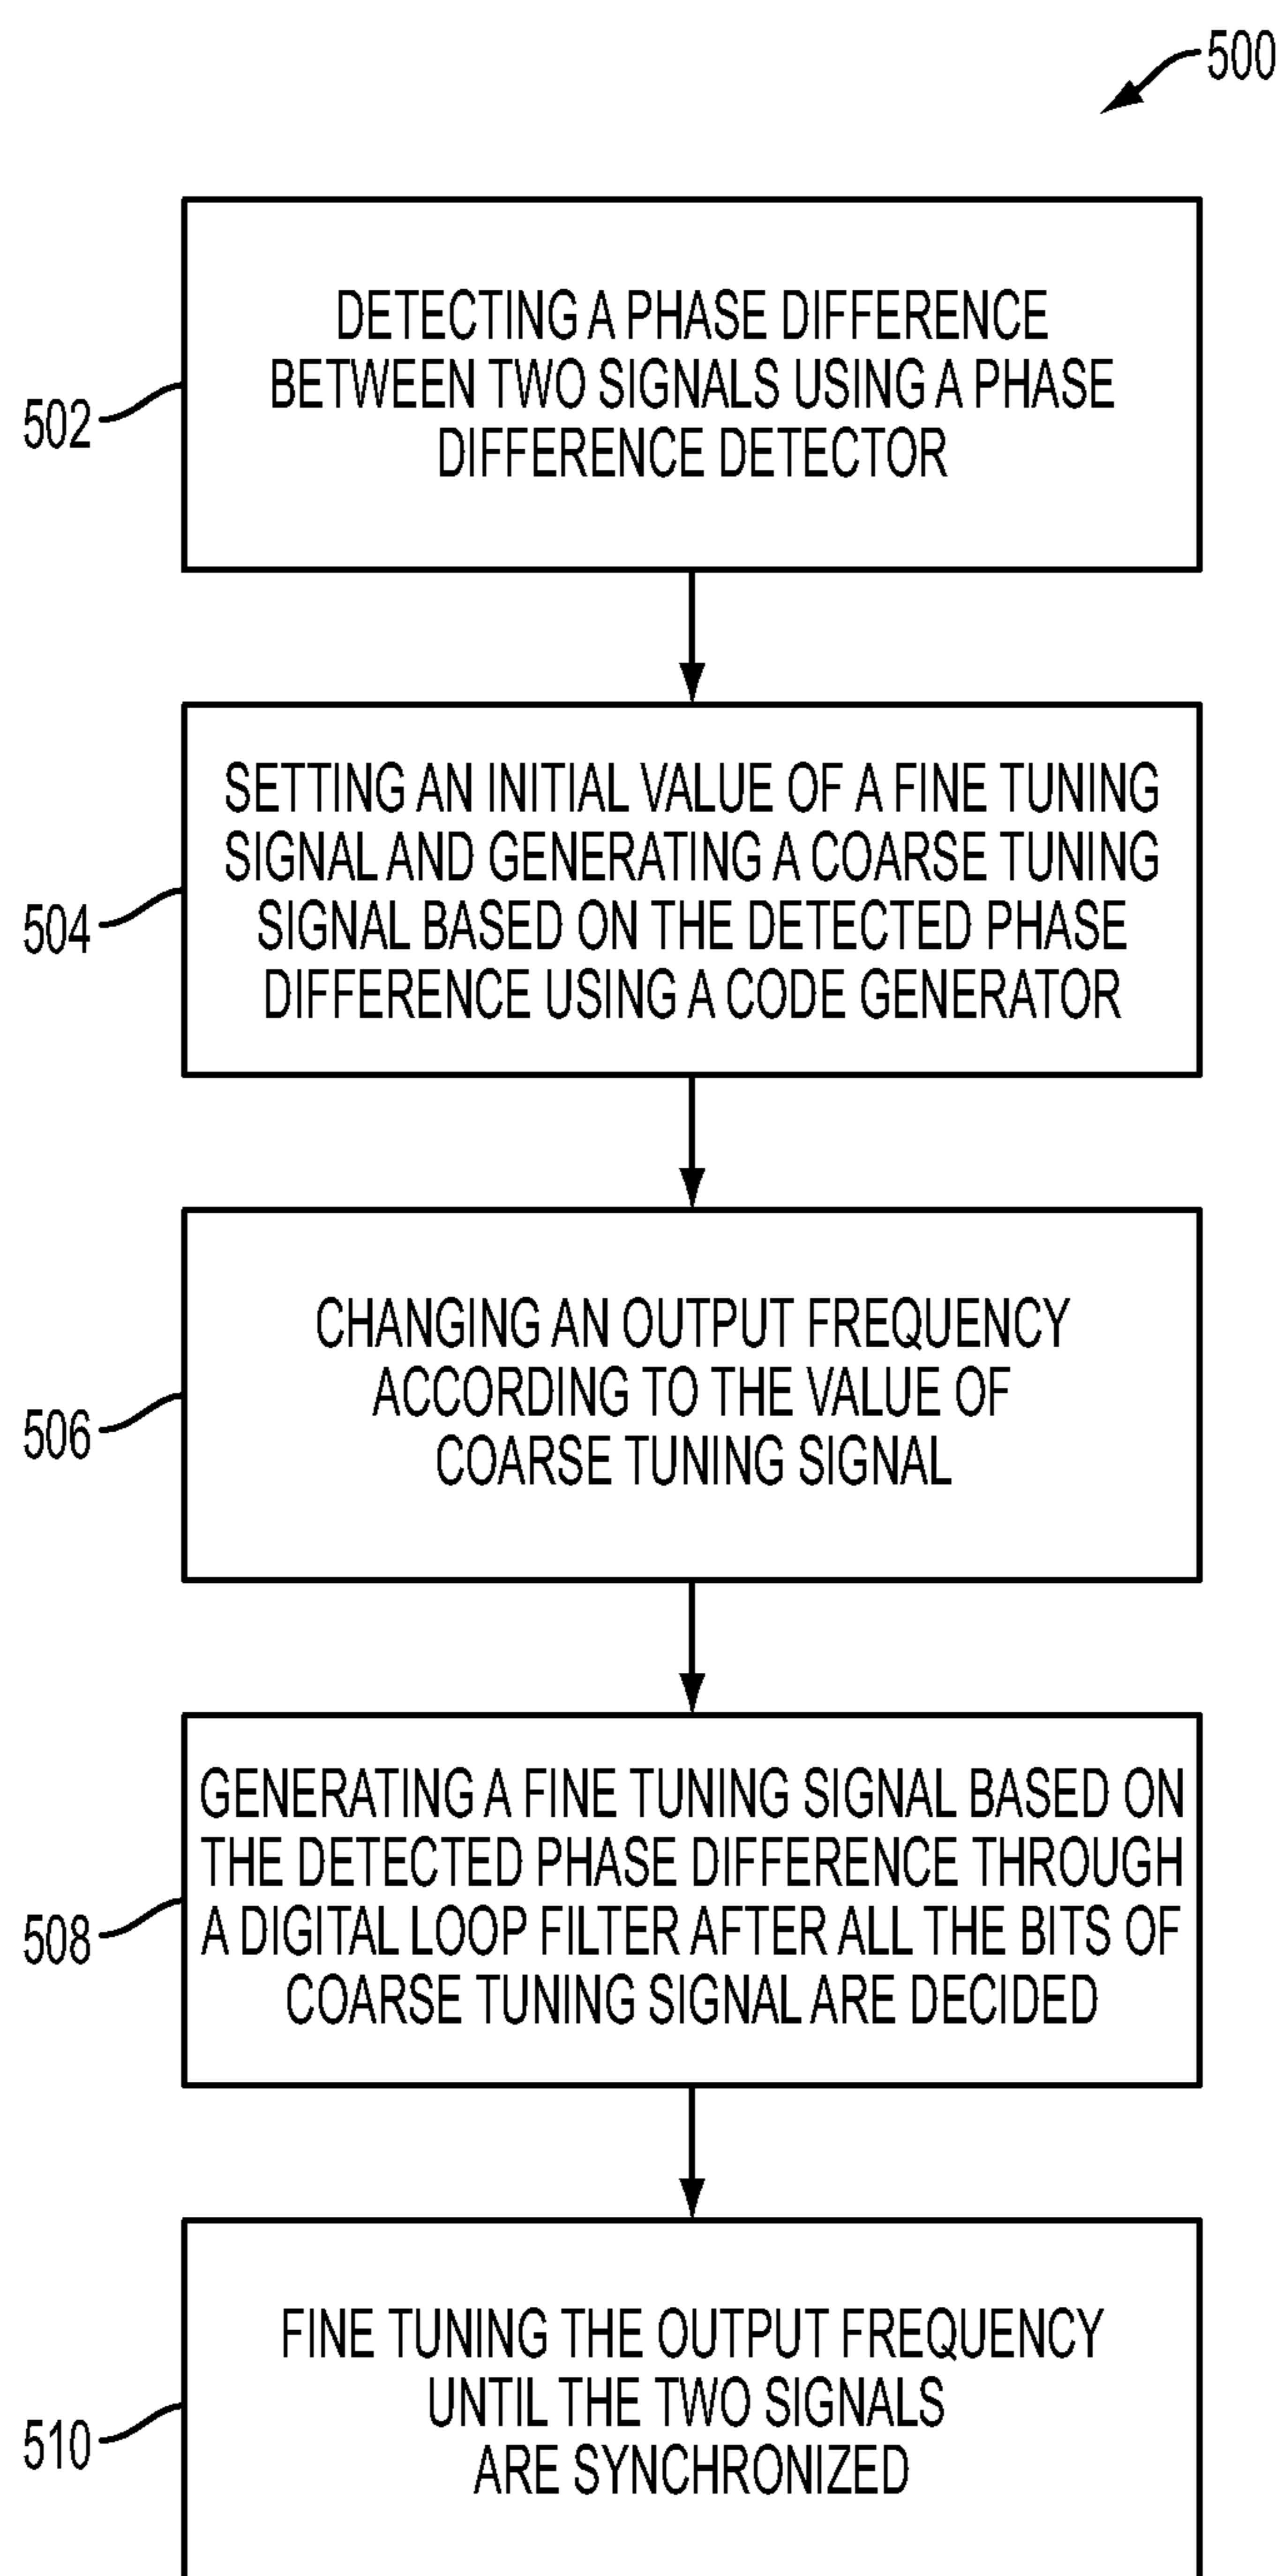 500
DETECTING A PHASE DIFFERENCE
BETWEEN TWO SIGNALS USING A PHASE
DIFFERENCE DETECTOR
502
SETTING AN INITIAL VALUE OF A FINE TUNING
SIGNAL AND GENERATING A COARSE TUNING
SIGNAL BASED ON THE DETECTED PHASE
DIFFERENCE USING A CODE GENERATOR
504
CHANGING AN OUTPUT FREQUENCY
ACCORDING TO THE VALUE OF
COARSE TUNING SIGNAL
506
GENERATING A FINE TUNING SIGNAL BASED ON
THE DETECTED PHASE DIFFERENCE THROUGH
A DIGITAL LOOP FILTER AFTER ALL THE BITS OF
COARSE TUNING SIGNAL ARE DECIDED
508
FINE TUNING THE OUTPUT FREQUENCY
UNTIL THE TWO SIGNALS
ARE SYNCHRONIZED
510